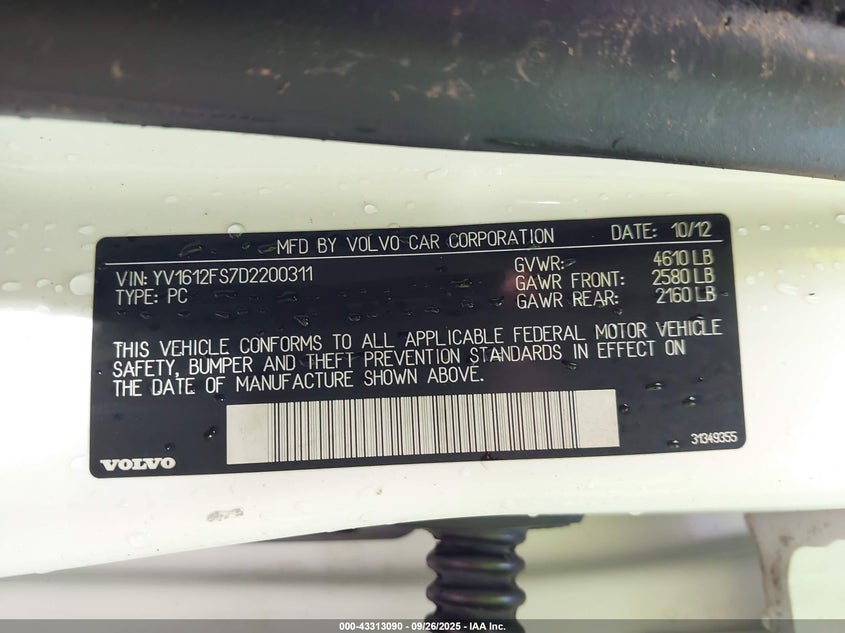 MFD BY VOLVO CAR CORPORATION DATE: 10/12
VIN: YV1612FS7D2200311
TYPE: PC
GVWR: 4610 LB
GAWR FRONT: 2580 LB
GAWR REAR: 2160 LB
THIS VEHICLE CONFORMS TO ALL APPLICABLE FEDERAL MOTOR VEHICLE
SAFETY, BUMPER AND THEFT PREVENTION STANDARDS IN EFFECT ON
THE DATE OF MANUFACTURE SHOWN ABOVE.
VOLVO
31349355
000-43313090 - 09/26/2025 - IAA Inc.